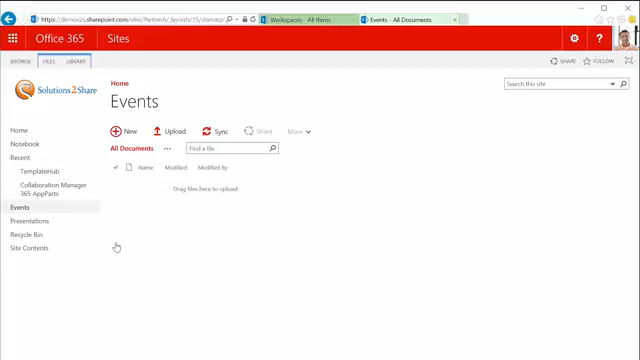 https://demos2s.sharepoint.com/sites/PartnerA/_layouts/15/start.asp
Workspaces - All Items
Events - All Documents
Office 365
Sites
BROWSE
FILES
LIBRARY
SHARE
FOLLOW
Solutions2Share
Home
Events
Search this site
Home
Notebook
Recent
TemplateHub
Collaboration Manager
365 AppParts
Events
Presentations
Recycle Bin
Site Contents
New
Upload
Sync
Share
More
All Documents
Find a file
Name
Modified
Modified by
Drag files here to upload